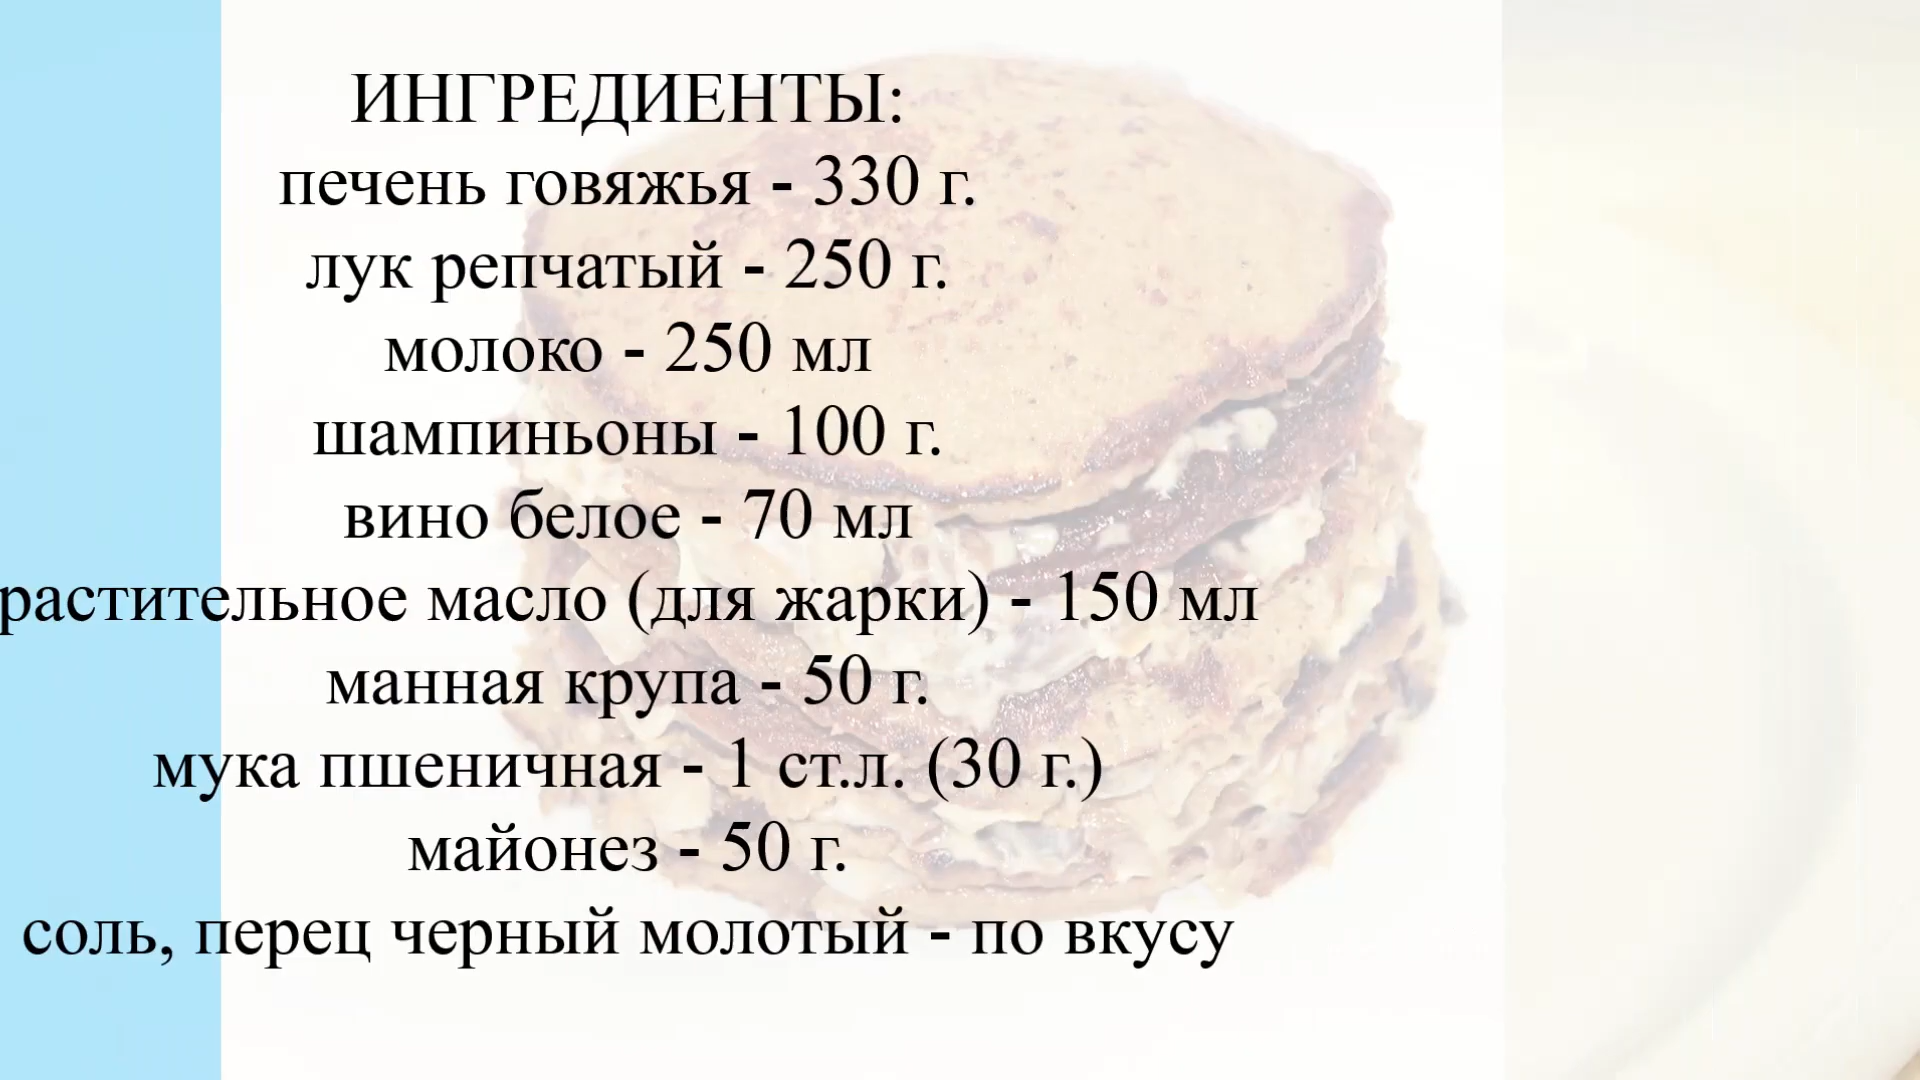 ИНГРЕДИЕНТЫ:
печень говяжья - 330 г.
лук репчатый - 250 г.
молоко - 250 мл
шампиньоны - 100 г.
вино белое - 70 мл
растительное масло (для жарки) - 150 мл
манная крупа - 50 г.
мука пшеничная - 1 ст.л. (30 г.)
майонез - 50 г.
соль, перец черный молотый - по вкусу